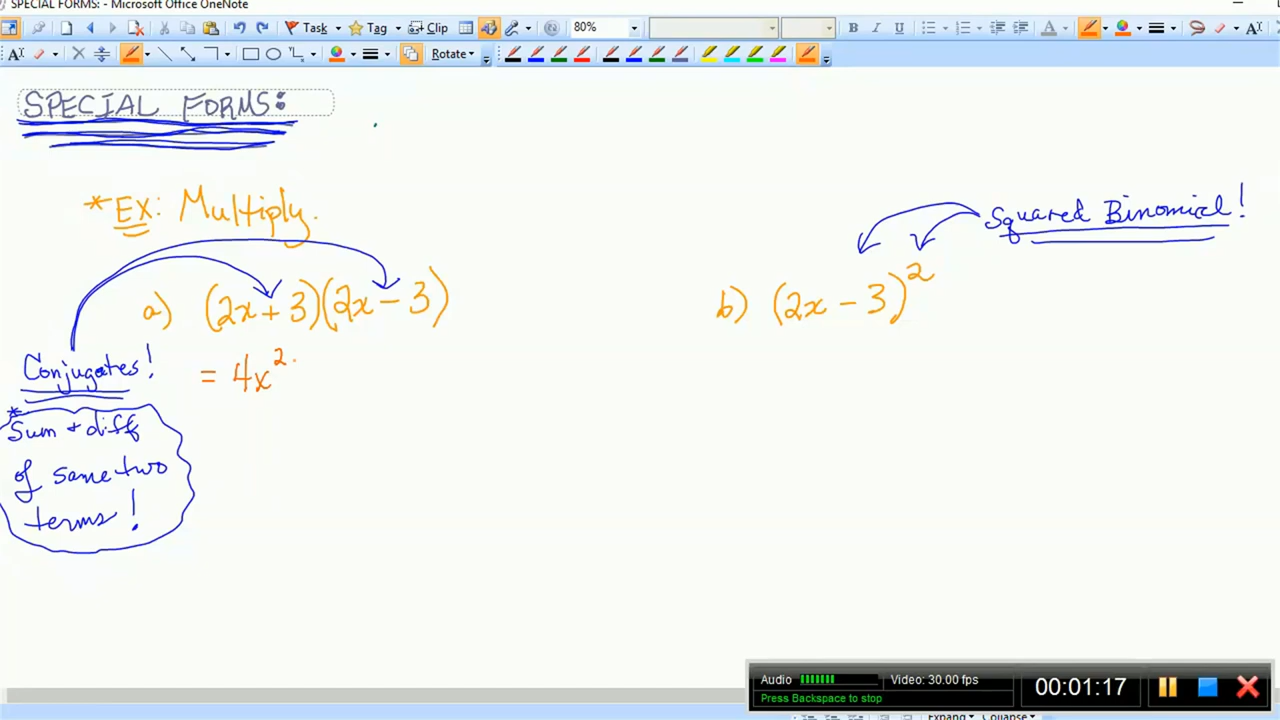 SPECIAL FORMS: - Microsoft Office OneNote
Task Tag Clip 80% B I U A
Rotate
SPECIAL FORMS:
*EX: Multiply.
Squared Binomial!
a) (2x+3)(2x-3)
b) (2x-3)²
Conjugates!
= 4x²
*Sum + diff
of same two
terms!
Audio Video: 30.00 fps
Press Backspace to stop
00:01:17
Expand Collapse